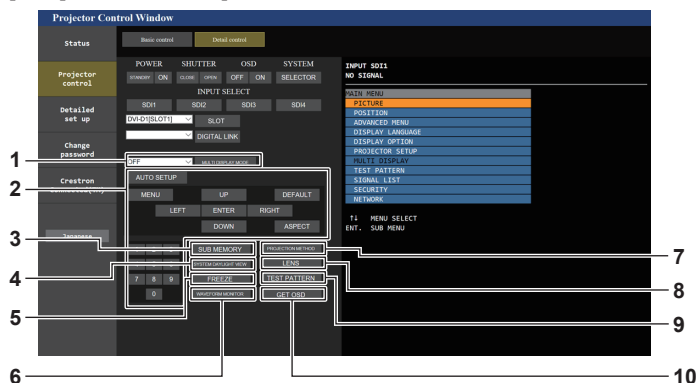 Projector Control Window
Status
Basic control
Detail control
POWER SHUTTER OSD SYSTEM
STANDBY ON CLOSE OPEN OFF ON SELECTOR
INPUT SELECT
SDI1 SDI2 SDI3 SDI4
DVI-D1[SLOT1] SLOT
DIGITAL LINK
OFF MULTI DISPLAY MODE
AUTO SETUP
MENU UP DEFAULT
LEFT ENTER RIGHT
DOWN ASPECT
SUB MEMORY PROJECTION METHOD
SYSTEM DAYLIGHT VIEW LENS
7 8 9 FREEZE TEST PATTERN
0 WAVEFORM MONITOR GET OSD
Projector
control
Detailed
set up
Change
password
Crestron
Japanese
INPUT SDI1
NO SIGNAL
MAIN MENU
PICTURE
POSITION
ADVANCED MENU
DISPLAY LANGUAGE
DISPLAY OPTION
PROJECTOR SETUP
MULTI DISPLAY
TEST PATTERN
SIGNAL LIST
SECURITY
NETWORK
↑↓ MENU SELECT
ENT. SUB MENU
1
2
3
4
5
6
7
8
9
10